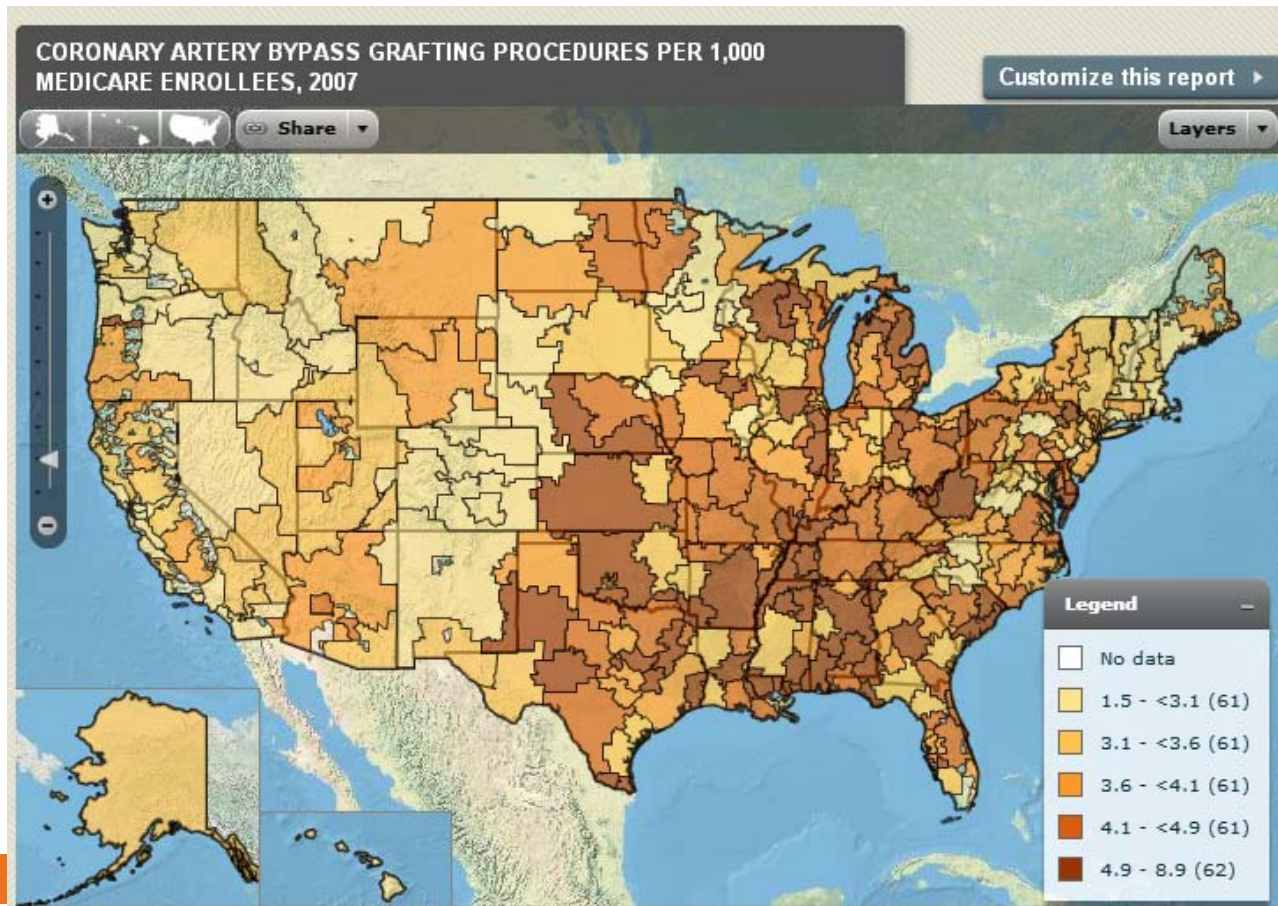 CORONARY ARTERY BYPASS GRAFTING PROCEDURES PER 1,000
MEDICARE ENROLLEES, 2007
Customize this report
Share
Layers
Legend
No data
1.5 - <3.1 (61)
3.1 - <3.6 (61)
3.6 - <4.1 (61)
4.1 - <4.9 (61)
4.9 - 8.9 (62)